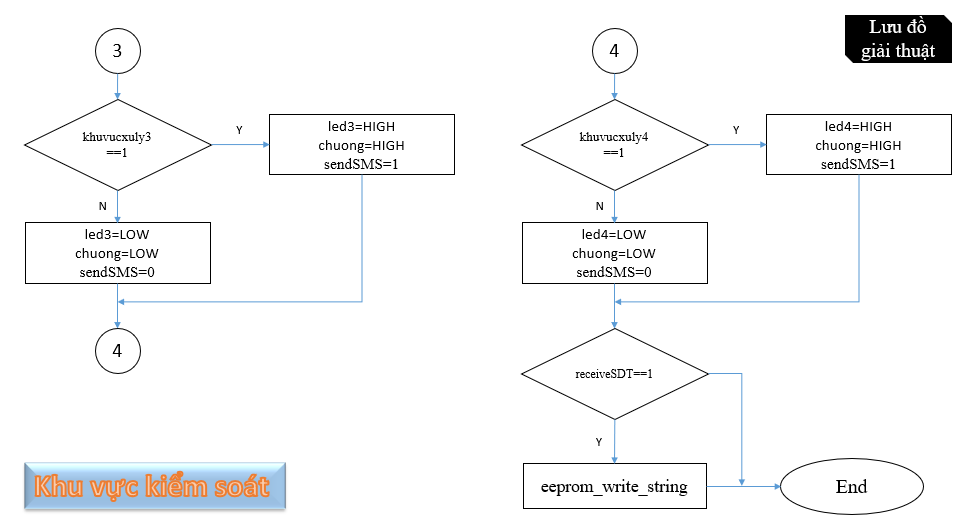 Lưu đồ
giải thuật
3
khuvucxuly3
==1
Y
led3=HIGH
chuong=HIGH
sendSMS=1
N
led3=LOW
chuong=LOW
sendSMS=0
4
4
khuvucxuly4
==1
Y
led4=HIGH
chuong=HIGH
sendSMS=1
N
led4=LOW
chuong=LOW
sendSMS=0
receiveSDT==1
Y
eeprom_write_string
End
Khu vực kiểm soát